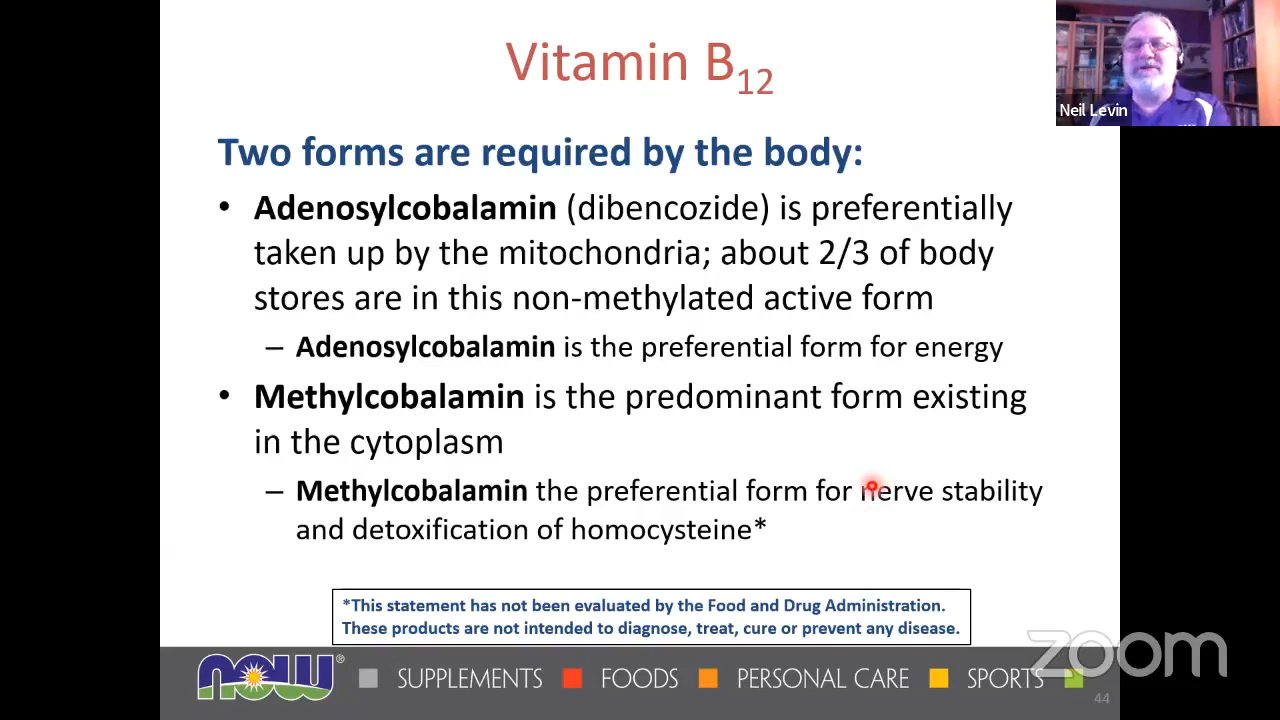 Vitamin B12
Neil Levin
Two forms are required by the body:
• Adenosylcobalamin (dibencozide) is preferentially
taken up by the mitochondria; about 2/3 of body
stores are in this non-methylated active form
– Adenosylcobalamin is the preferential form for energy
• Methylcobalamin is the predominant form existing
in the cytoplasm
– Methylcobalamin the preferential form for nerve stability
and detoxification of homocysteine*
*This statement has not been evaluated by the Food and Drug Administration.
These products are not intended to diagnose, treat, cure or prevent any disease.
now® SUPPLEMENTS FOODS PERSONAL CARE SPORTS
zoom
44